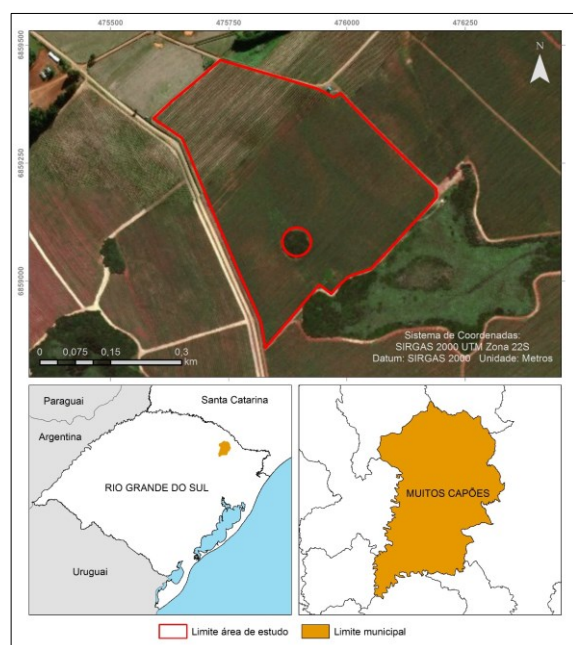 475500 475750 476000 476250
6859500
6859250
6859000
N
0 0,075 0,15 0,3
km
Sistema de Coordenadas:
SIRGAS 2000 UTM Zona 22S
Datum: SIRGAS 2000 Unidade: Metros
Paraguai
Santa Catarina
Argentina
RIO GRANDE DO SUL
Uruguai
MUITOS CAPÕES
Limite área de estudo
Limite municipal